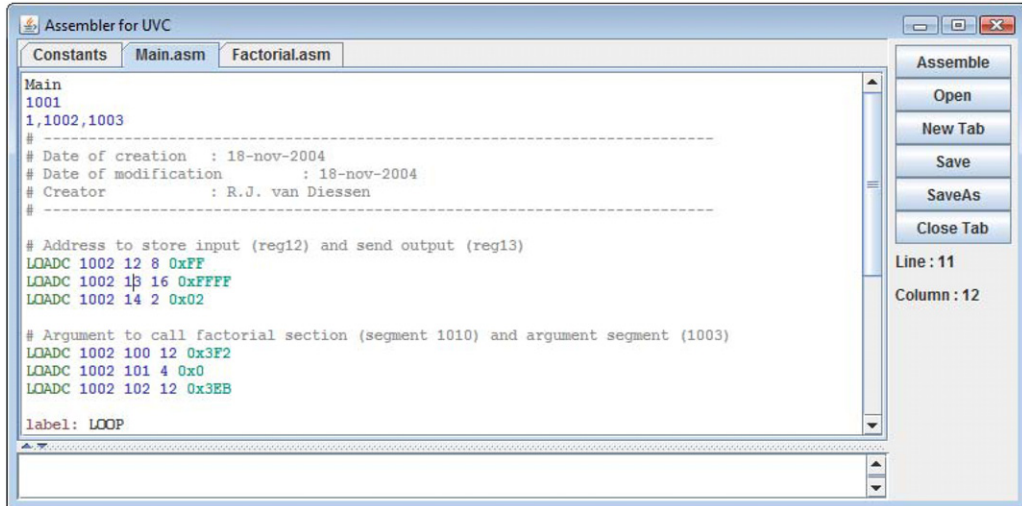 Assembler for UVC
Constants Main.asm Factorial.asm
Main
1001
1,1002,1003
# ----------------------------------------------------------------------
# Date of creation : 18-nov-2004
# Date of modification : 18-nov-2004
# Creator : R.J. van Diessen
# ----------------------------------------------------------------------
# Address to store input (reg12) and send output (reg13)
LOADC 1002 12 8 0xFF
LOADC 1002 13 16 0xFFFF
LOADC 1002 14 2 0x02
# Argument to call factorial section (segment 1010) and argument segment (1003)
LOADC 1002 100 12 0x3F2
LOADC 1002 101 4 0x0
LOADC 1002 102 12 0x3EB
label: LOOP
Assemble
Open
New Tab
Save
SaveAs
Close Tab
Line : 11
Column : 12